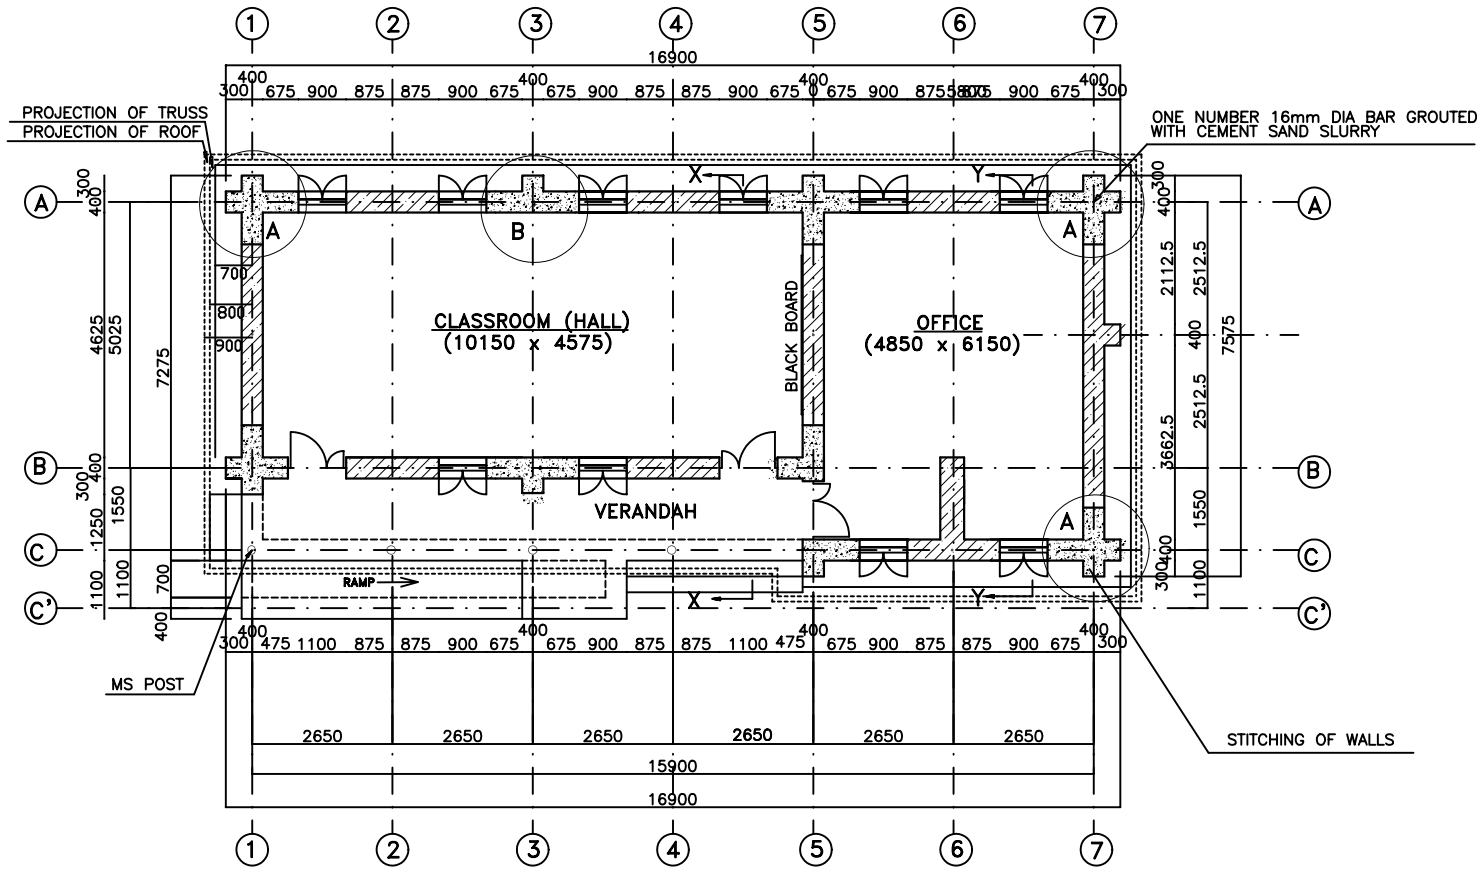 1 2 3 4 5 6 7
16900
400 400 400 400
300 675 900 875 875 900 675 675 900 875 875 900 675 675 900 875 875 900 675 300
PROJECTION OF TRUSS
PROJECTION OF ROOF
ONE NUMBER 16mm DIA BAR GROUTED
WITH CEMENT SAND SLURRY
X Y
300 300
A 400 400 A
A B A
700
800
900
2112.5 2512.5
4625 5025 7275
CLASSROOM (HALL)
(10150 x 4575)
BLACK BOARD
OFFICE
(4850 x 6150)
400 7575
2512.5 3662.5
B 400 B
300
1250 1550
VERANDAH
A
1550
C C
400
300
1100 1100 700
RAMP
1100
X Y
C' C'
400
400 400 400 400
300 475 1100 875 875 900 675 675 900 875 875 1100 475 675 900 875 875 900 675 300
MS POST
2650 2650 2650 2650 2650 2650
STITCHING OF WALLS
15900
16900
1 2 3 4 5 6 7